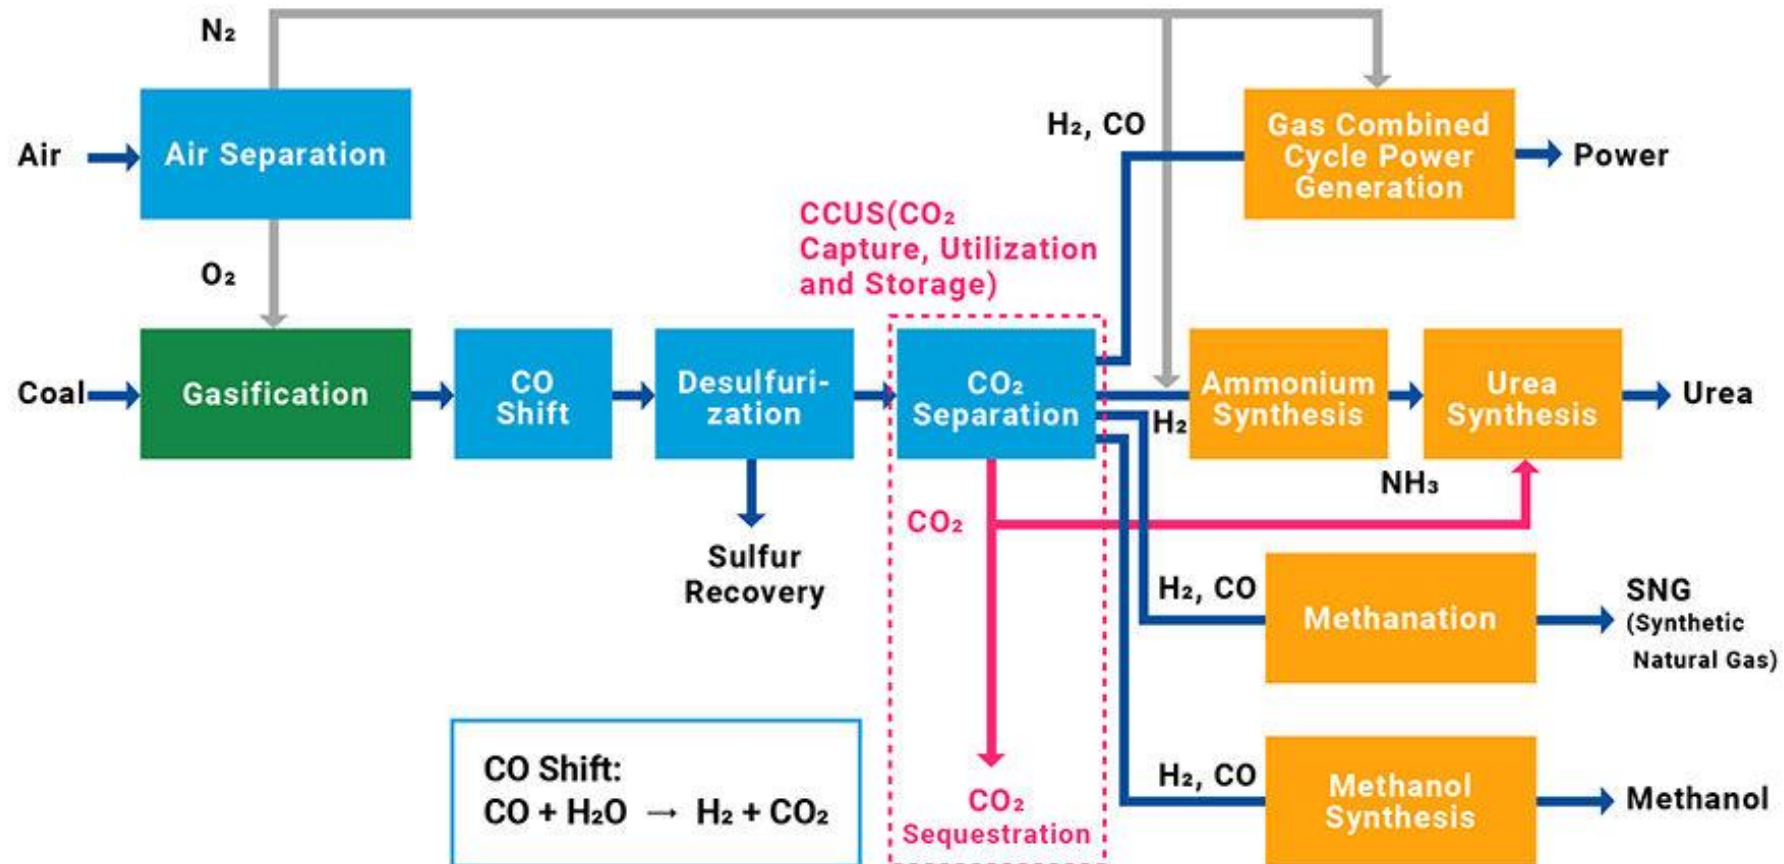 N₂
Air
Air Separation
O₂
H₂, CO
Gas Combined
Cycle Power
Generation
Power
CCUS(CO₂
Capture, Utilization
and Storage)
Coal
Gasification
CO
Shift
Desulfuri-
zation
CO₂
Separation
H₂
Ammonium
Synthesis
Urea
Synthesis
Urea
NH₃
CO₂
Sulfur
Recovery
H₂, CO
Methanation
SNG
(Synthetic
Natural Gas)
CO Shift:
CO + H₂O → H₂ + CO₂
CO₂
Sequestration
H₂, CO
Methanol
Synthesis
Methanol